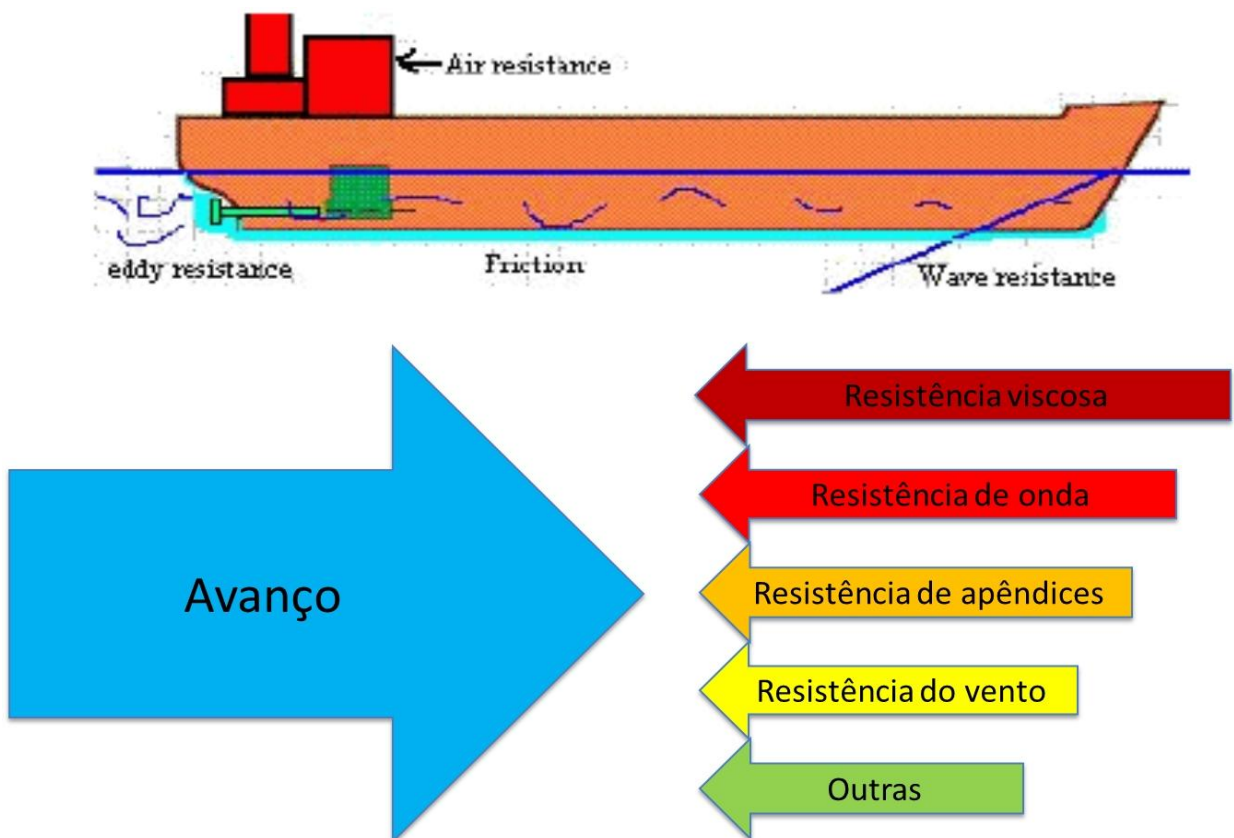 Air resistance
eddy resistance
Friction
Wave resistance
Avanço
Resistência viscosa
Resistência de onda
Resistência de apêndices
Resistência do vento
Outras